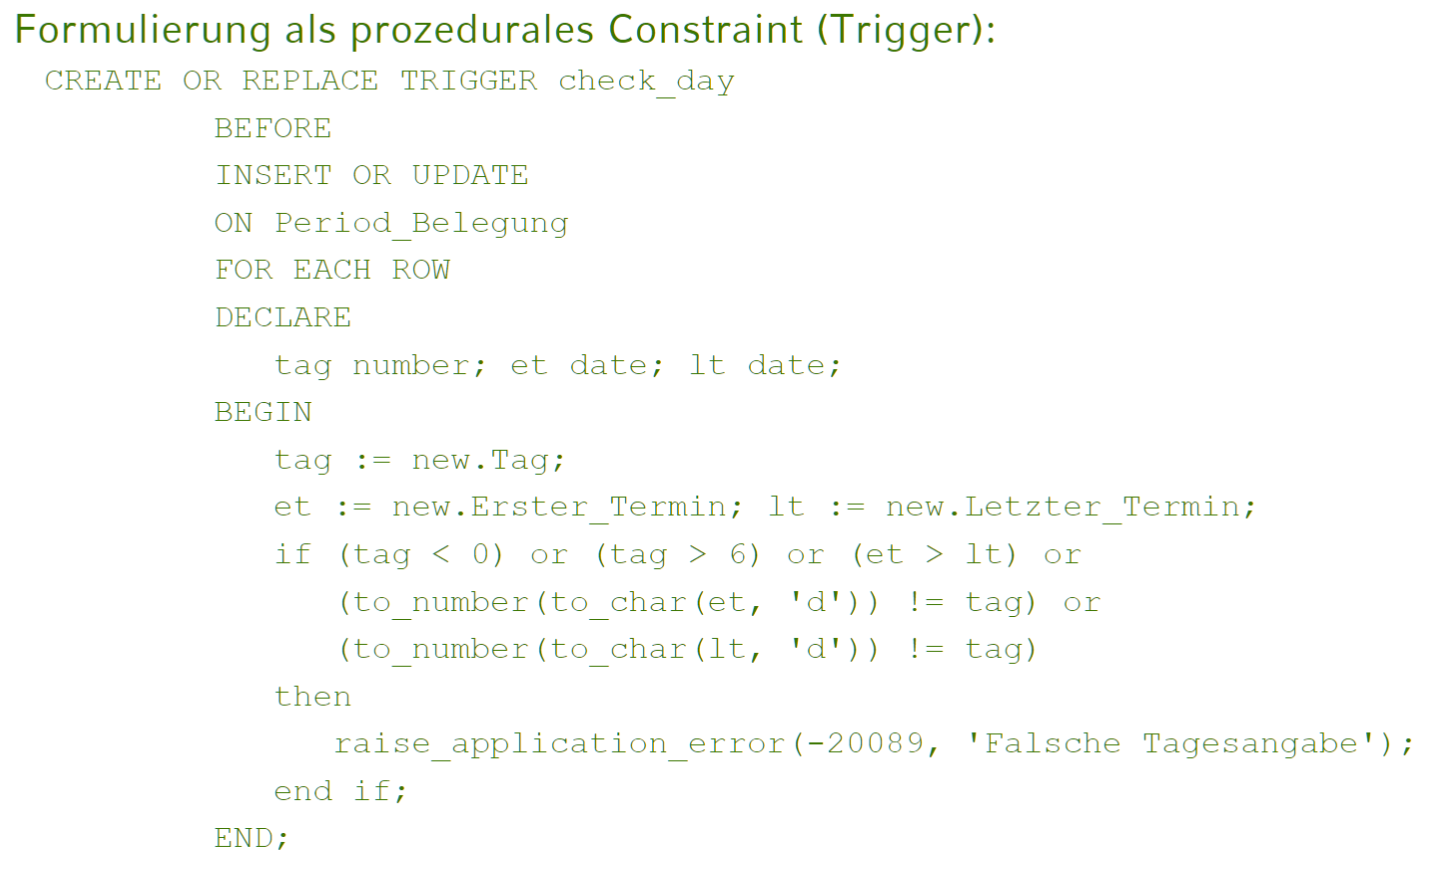 Formulierung als prozedurales Constraint (Trigger):
CREATE OR REPLACE TRIGGER check_day
BEFORE
INSERT OR UPDATE
ON Period_Belegung
FOR EACH ROW
DECLARE
tag number; et date; lt date;
BEGIN
tag := new.Tag;
et := new.Erster_Termin; lt := new.Letzter_Termin;
if (tag < 0) or (tag > 6) or (et > lt) or
(to_number(to_char(et, 'd')) != tag) or
(to_number(to_char(lt, 'd')) != tag)
then
raise_application_error(-20089, 'Falsche Tagesangabe');
end if;
END;